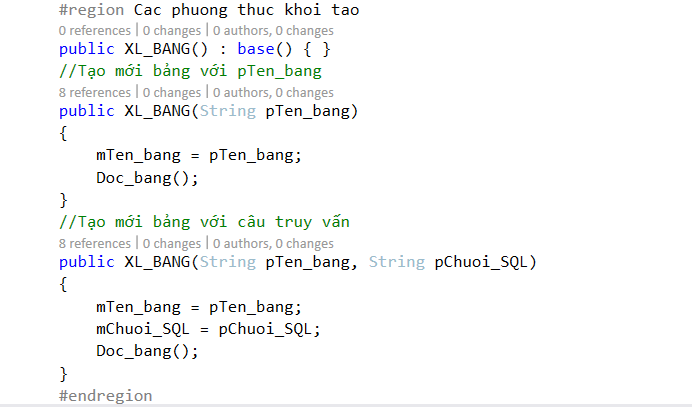 #region Cac phuong thuc khoi tao
0 references | 0 changes | 0 authors, 0 changes
public XL_BANG() : base() { }
//Tạo mới bảng với pTen_bang
8 references | 0 changes | 0 authors, 0 changes
public XL_BANG(String pTen_bang)
{
mTen_bang = pTen_bang;
Doc_bang();
}
//Tạo mới bảng với câu truy vấn
8 references | 0 changes | 0 authors, 0 changes
public XL_BANG(String pTen_bang, String pChuoi_SQL)
{
mTen_bang = pTen_bang;
mChuoi_SQL = pChuoi_SQL;
Doc_bang();
}
#endregion